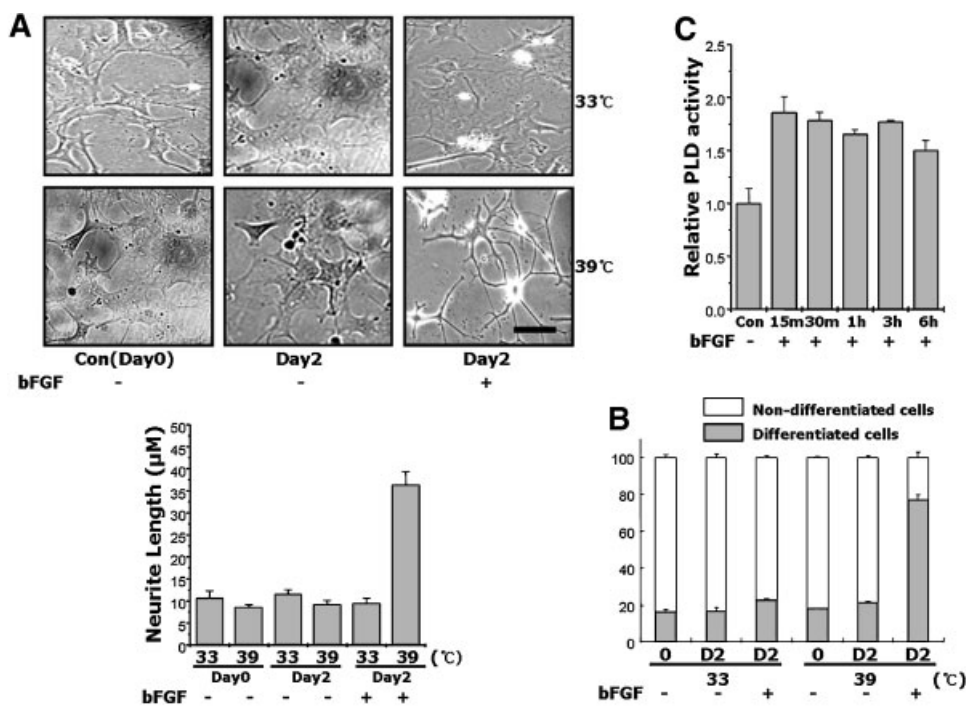 A
33℃
39℃
Con(Day0) Day2 Day2
bFGF - - +
C
Relative PLD activity
2.5
2.0
1.5
1.0
0.5
0.0
Con 15m 30m 1h 3h 6h
bFGF - + + + + +
Neurite Length (µM)
50
45
40
35
30
25
20
15
10
5
0
33 39 33 39 33 39 (℃)
Day0 Day2 Day2
bFGF - - - - + +
B
Non-differentiated cells
Differentiated cells
100
80
60
40
20
0
0 D2 D2 0 D2 D2
33 39 (℃)
bFGF - - + - - +